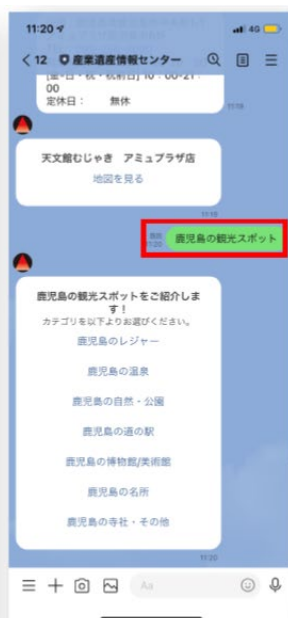 11:20
4G
12 産業遺産情報センター
[金・日・祝・祝前日] 10：00-21：
00
定休日： 無休
11:18
天文館むじゃき アミュプラザ店
地図を見る
11:18
既読
11:20
鹿児島の観光スポット
鹿児島の観光スポットをご紹介しま
す！
カテゴリを以下よりお選びください。
鹿児島のレジャー
鹿児島の温泉
鹿児島の自然・公園
鹿児島の道の駅
鹿児島の博物館/美術館
鹿児島の名所
鹿児島の寺社・その他
11:20
Aa